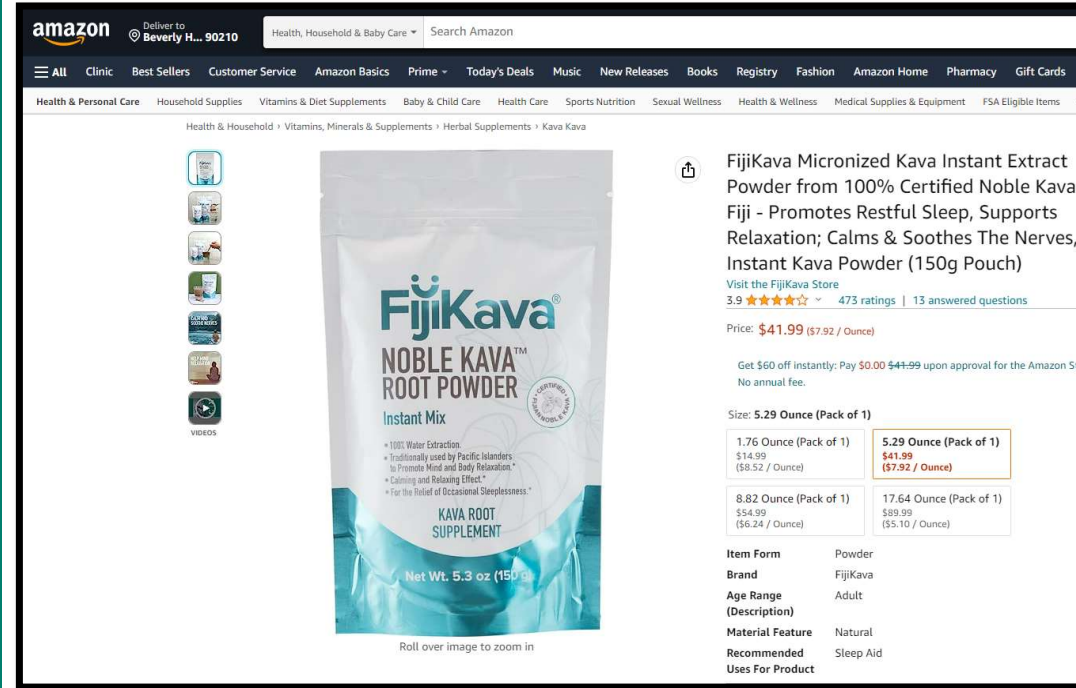 amazon
Deliver to
Beverly H... 90210
Health, Household & Baby Care
Search Amazon
All Clinic Best Sellers Customer Service Amazon Basics Prime Today's Deals Music New Releases Books Registry Fashion Amazon Home Pharmacy Gift Cards
Health & Personal Care Household Supplies Vitamins & Diet Supplements Baby & Child Care Health Care Sports Nutrition Sexual Wellness Health & Wellness Medical Supplies & Equipment FSA Eligible Items
Health & Household › Vitamins, Minerals & Supplements › Herbal Supplements › Kava Kava
VIDEOS
FijiKava®
NOBLE KAVA™
ROOT POWDER
Instant Mix
CERTIFIED
FIJIAN NOBLE KAVA
• 100% Water Extraction.
• Traditionally used by Pacific Islanders
to Promote Mind and Body Relaxation.*
• Calming and Relaxing Effect.*
• For the Relief of Occasional Sleeplessness.*
KAVA ROOT
SUPPLEMENT
Net Wt. 5.3 oz (150 g)
Roll over image to zoom in
FijiKava Micronized Kava Instant Extract
Powder from 100% Certified Noble Kava
Fiji - Promotes Restful Sleep, Supports
Relaxation; Calms & Soothes The Nerves,
Instant Kava Powder (150g Pouch)
Visit the FijiKava Store
3.9 473 ratings | 13 answered questions
Price: $41.99 ($7.92 / Ounce)
Get $60 off instantly: Pay $0.00 $41.99 upon approval for the Amazon S
No annual fee.
Size: 5.29 Ounce (Pack of 1)
1.76 Ounce (Pack of 1)
$14.99
($8.52 / Ounce)
5.29 Ounce (Pack of 1)
$41.99
($7.92 / Ounce)
8.82 Ounce (Pack of 1)
$54.99
($6.24 / Ounce)
17.64 Ounce (Pack of 1)
$89.99
($5.10 / Ounce)
Item Form Powder
Brand FijiKava
Age Range
(Description) Adult
Material Feature Natural
Recommended
Uses For Product Sleep Aid